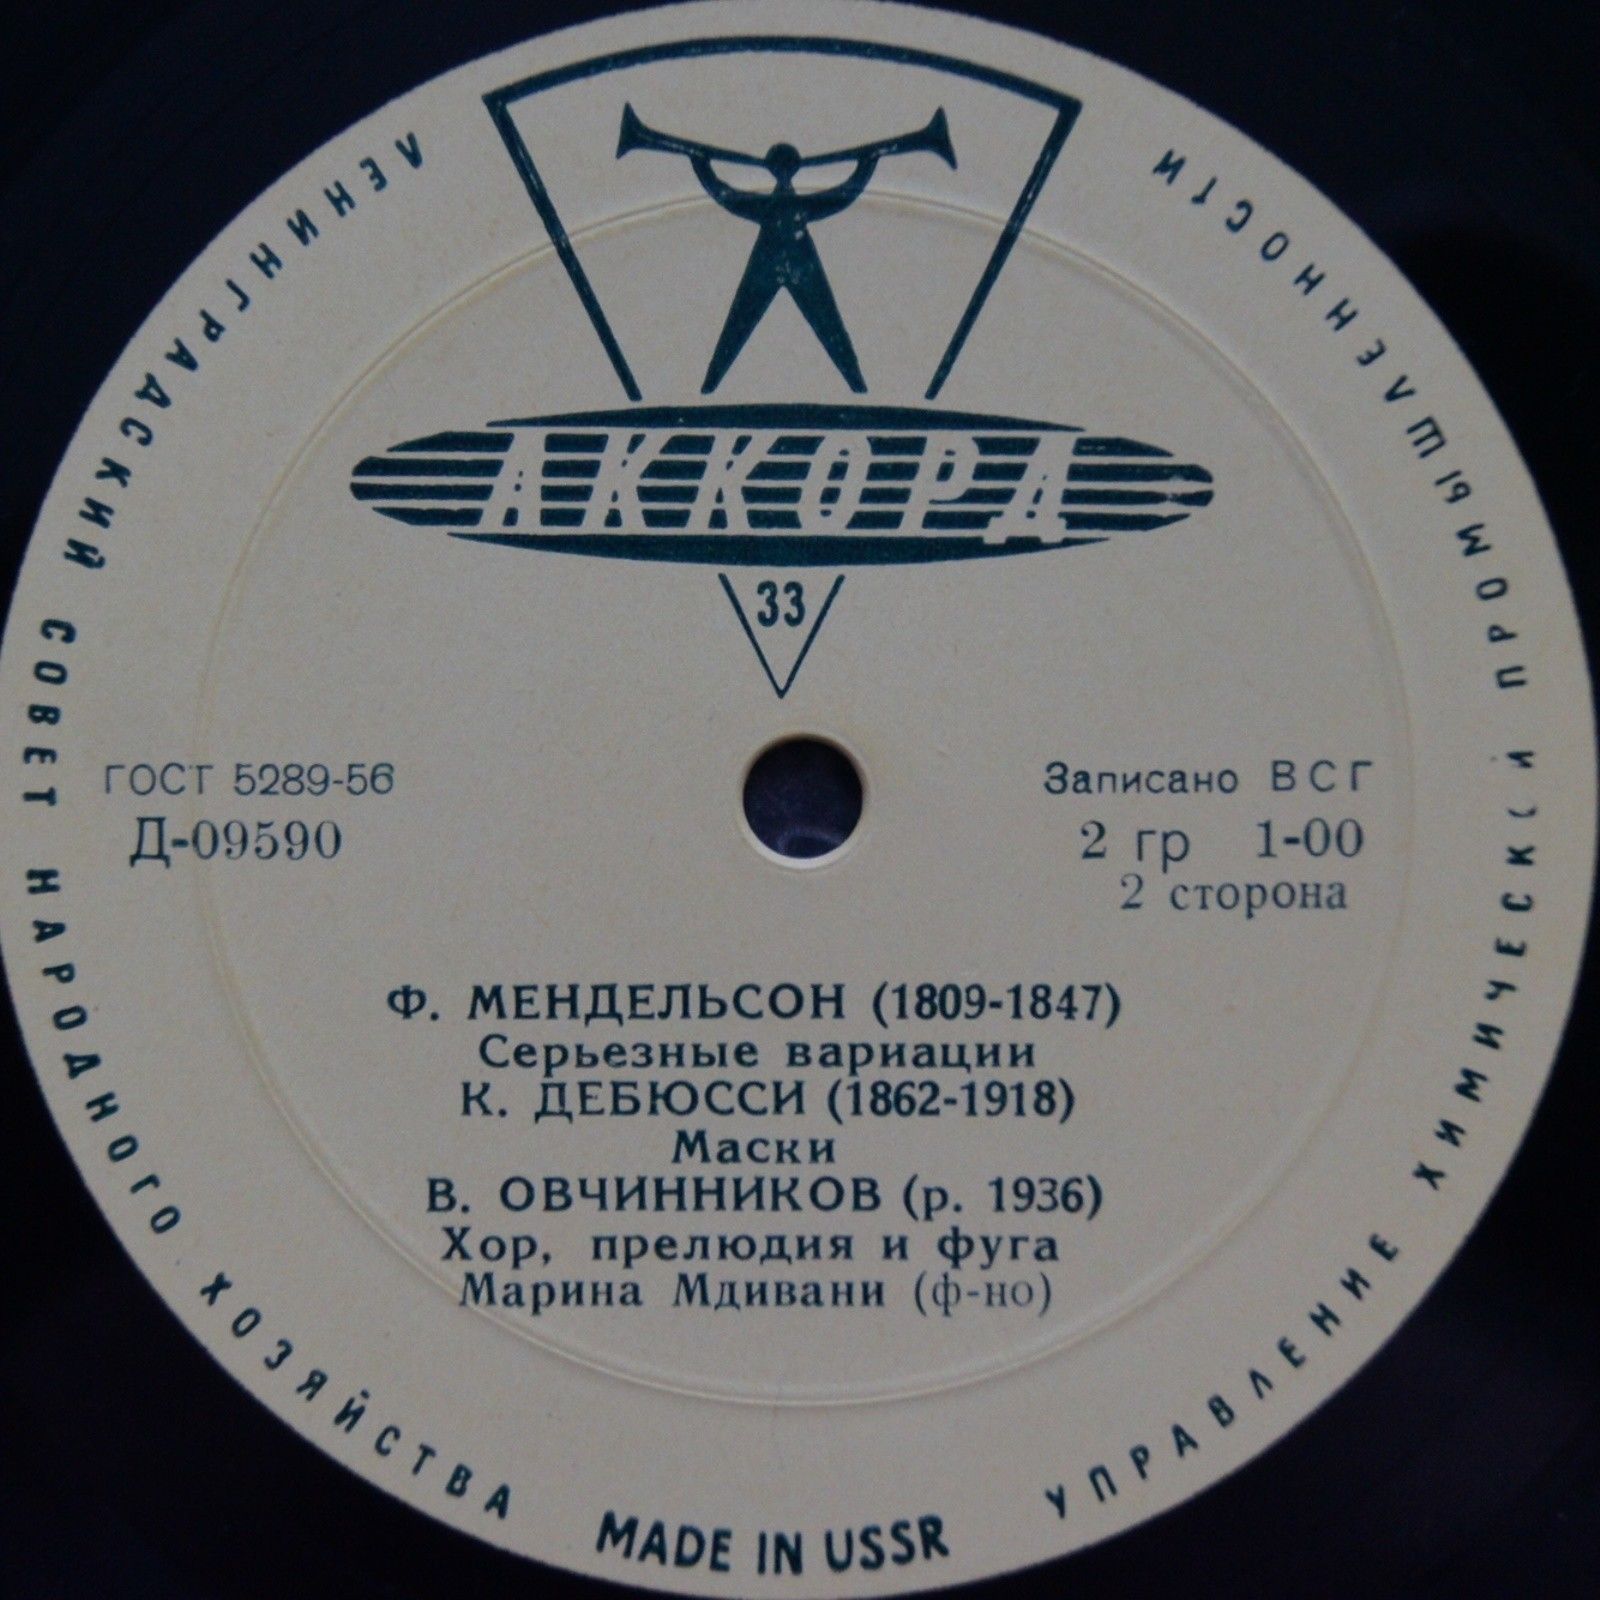 АККОРД
33
ГОСТ 5289-56
Д-09590
Записано ВСГ
2 гр 1-00
2 сторона
Ф. МЕНДЕЛЬСОН (1809-1847)
Серьезные вариации
К. ДЕБЮССИ (1862-1918)
Маски
В. ОВЧИННИКОВ (р. 1936)
Хор, прелюдия и фуга
Марина Мдивани (ф-но)
ЛЕНИНГРАДСКИЙ СОВЕТ НАРОДНОГО ХОЗЯЙСТВА
MADE IN USSR
УПРАВЛЕНИЕ ХИМИЧЕСКОЙ ПРОМЫШЛЕННОСТИ